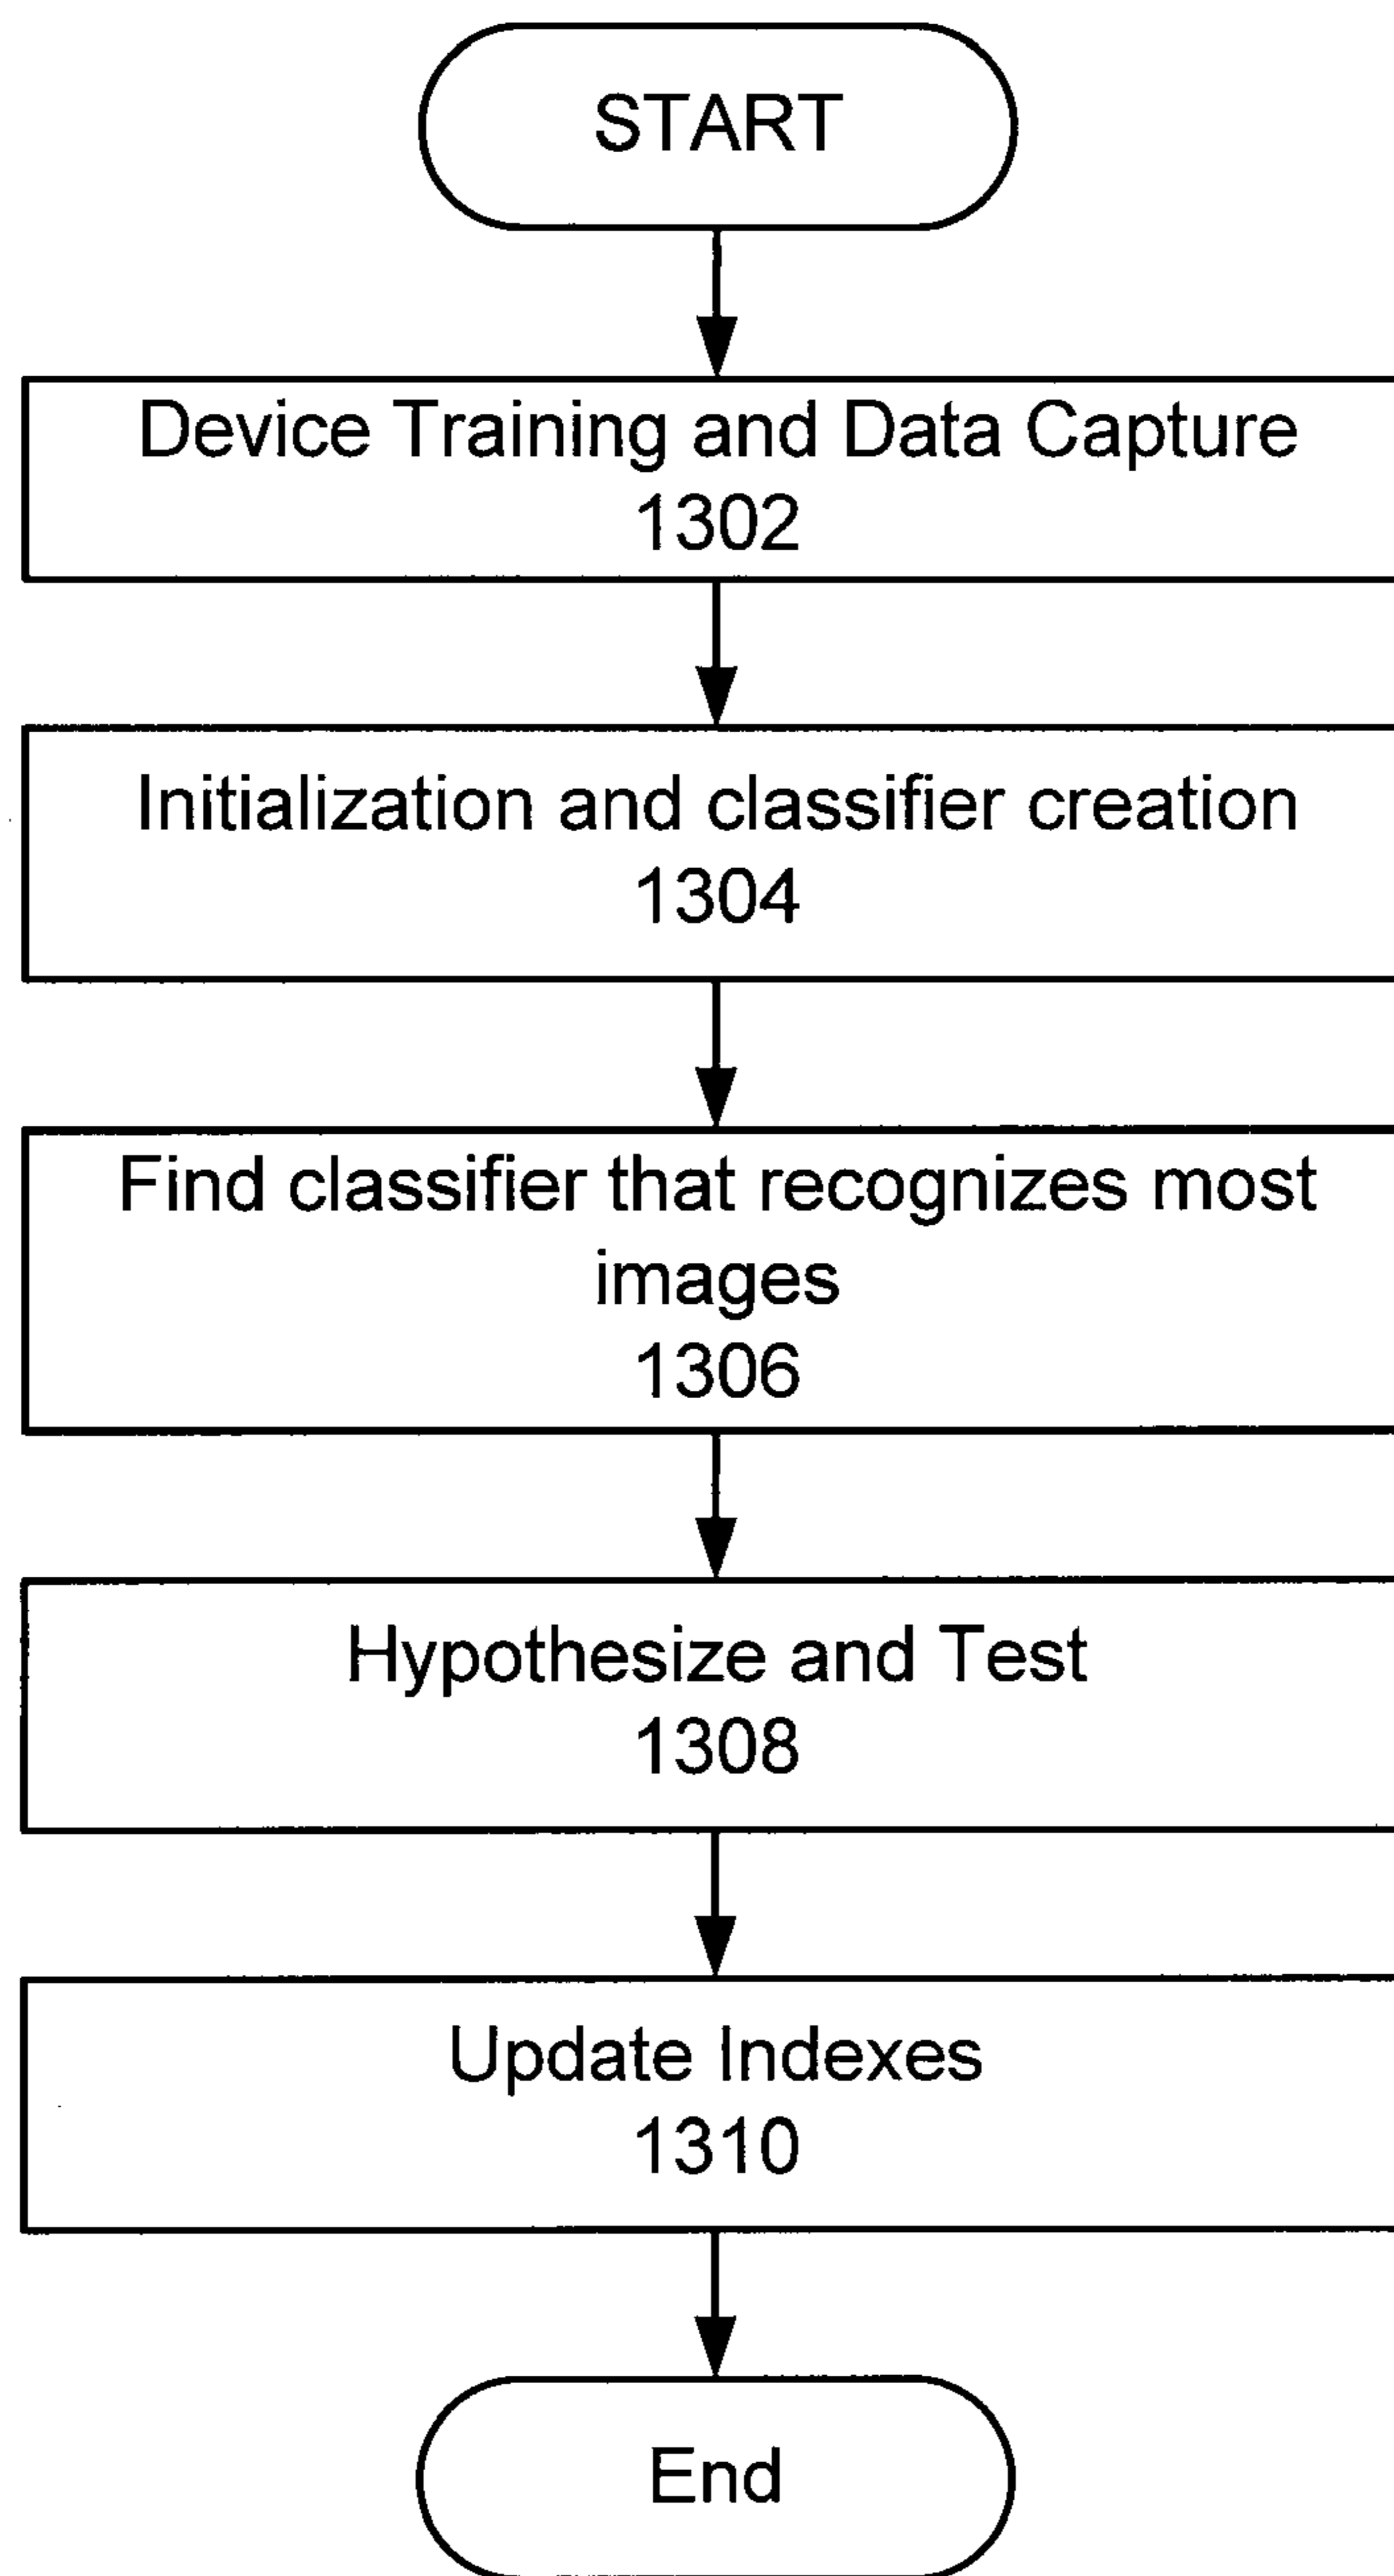 START
Device Training and Data Capture
1302
Initialization and classifier creation
1304
Find classifier that recognizes most
images
1306
Hypothesize and Test
1308
Update Indexes
1310
End